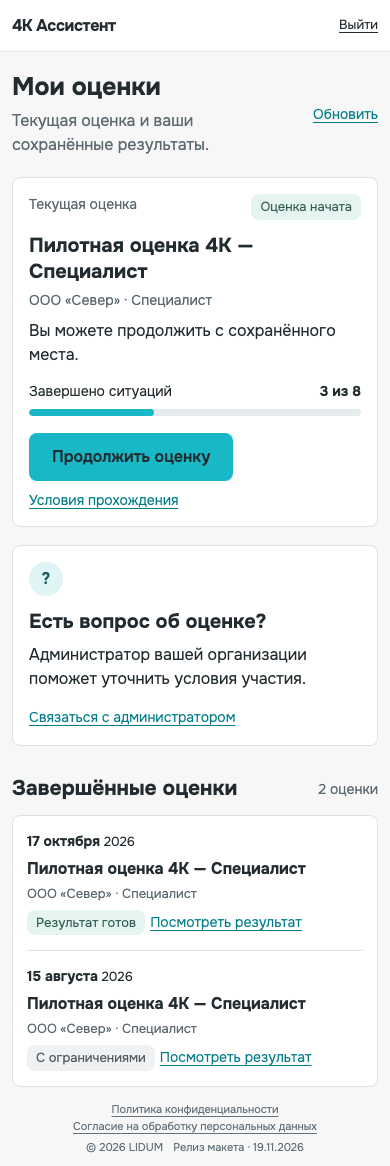 4К Ассистент
Выйти
Мои оценки
Текущая оценка и ваши
сохранённые результаты.
Обновить
Текущая оценка
Оценка начата
Пилотная оценка 4К —
Специалист
ООО «Север» · Специалист
Вы можете продолжить с сохранённого
места.
Завершено ситуаций
3 из 8
Продолжить оценку
Условия прохождения
?
Есть вопрос об оценке?
Администратор вашей организации
поможет уточнить условия участия.
Связаться с администратором
Завершённые оценки
2 оценки
17 октября 2026
Пилотная оценка 4К — Специалист
ООО «Север» · Специалист
Результат готов
Посмотреть результат
15 августа 2026
Пилотная оценка 4К — Специалист
ООО «Север» · Специалист
С ограничениями
Посмотреть результат
Политика конфиденциальности
Согласие на обработку персональных данных
© 2026 LIDUM Релиз макета · 19.11.2026